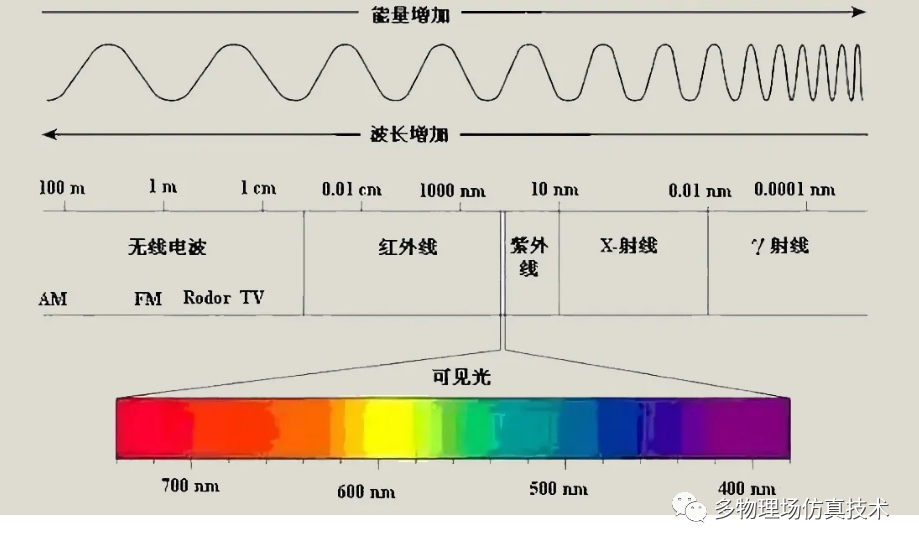 能量增加
波长增加
100 m 1 m 1 cm 0.01 cm 1000 nm 10 nm 0.01 nm 0.0001 nm
无线电波 红外线 紫外线 X-射线 γ射线
AM FM Rodor TV
可见光
700 nm 600 nm 500 nm 400 nm
多物理场仿真技术